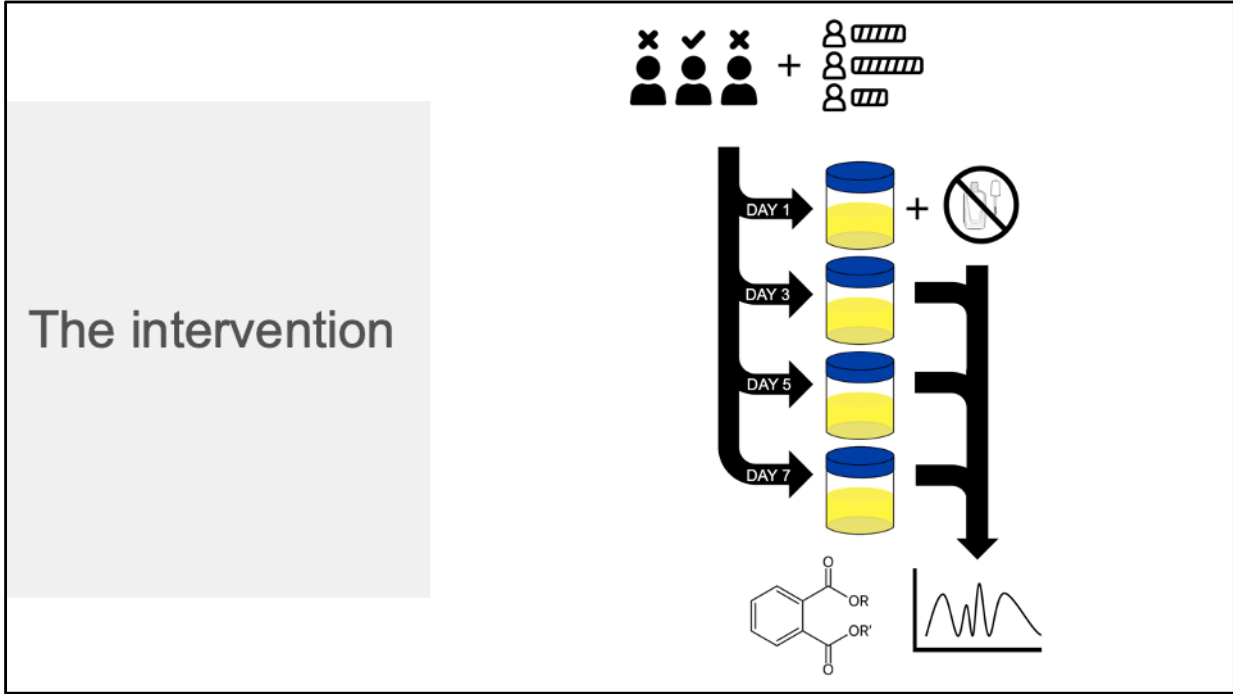 The intervention
+
DAY 1
+
DAY 3
DAY 5
DAY 7
O
OR
OR'
O